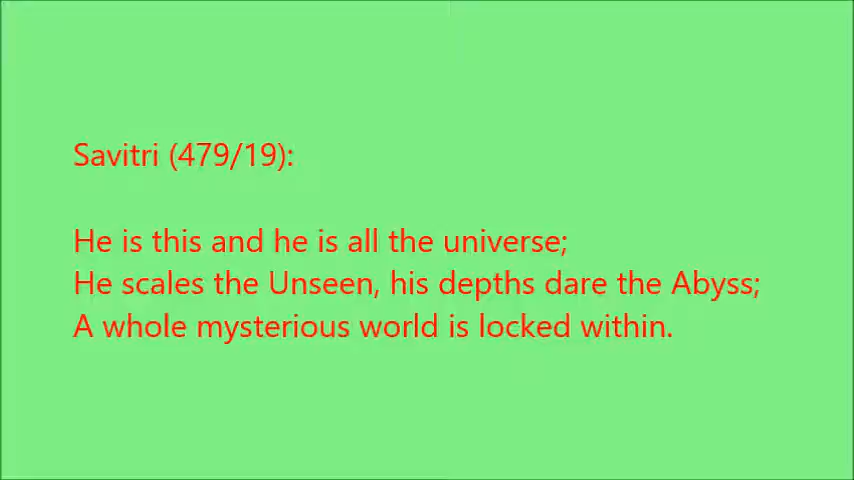 Savitri (479/19):
He is this and he is all the universe;
He scales the Unseen, his depths dare the Abyss;
A whole mysterious world is locked within.